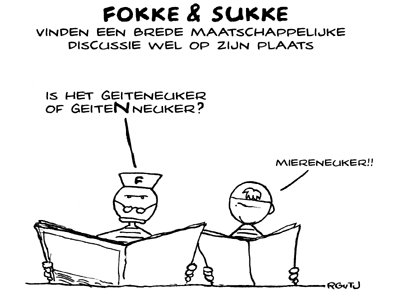 FOKKE & SUKKE
VINDEN EEN BREDE MAATSCHAPPELIJKE
DISCUSSIE WEL OP ZIJN PLAATS
IS HET GEITENEUKER
OF GEITENNEUKER?
MIERENEUKER!!
F
RGvTJ